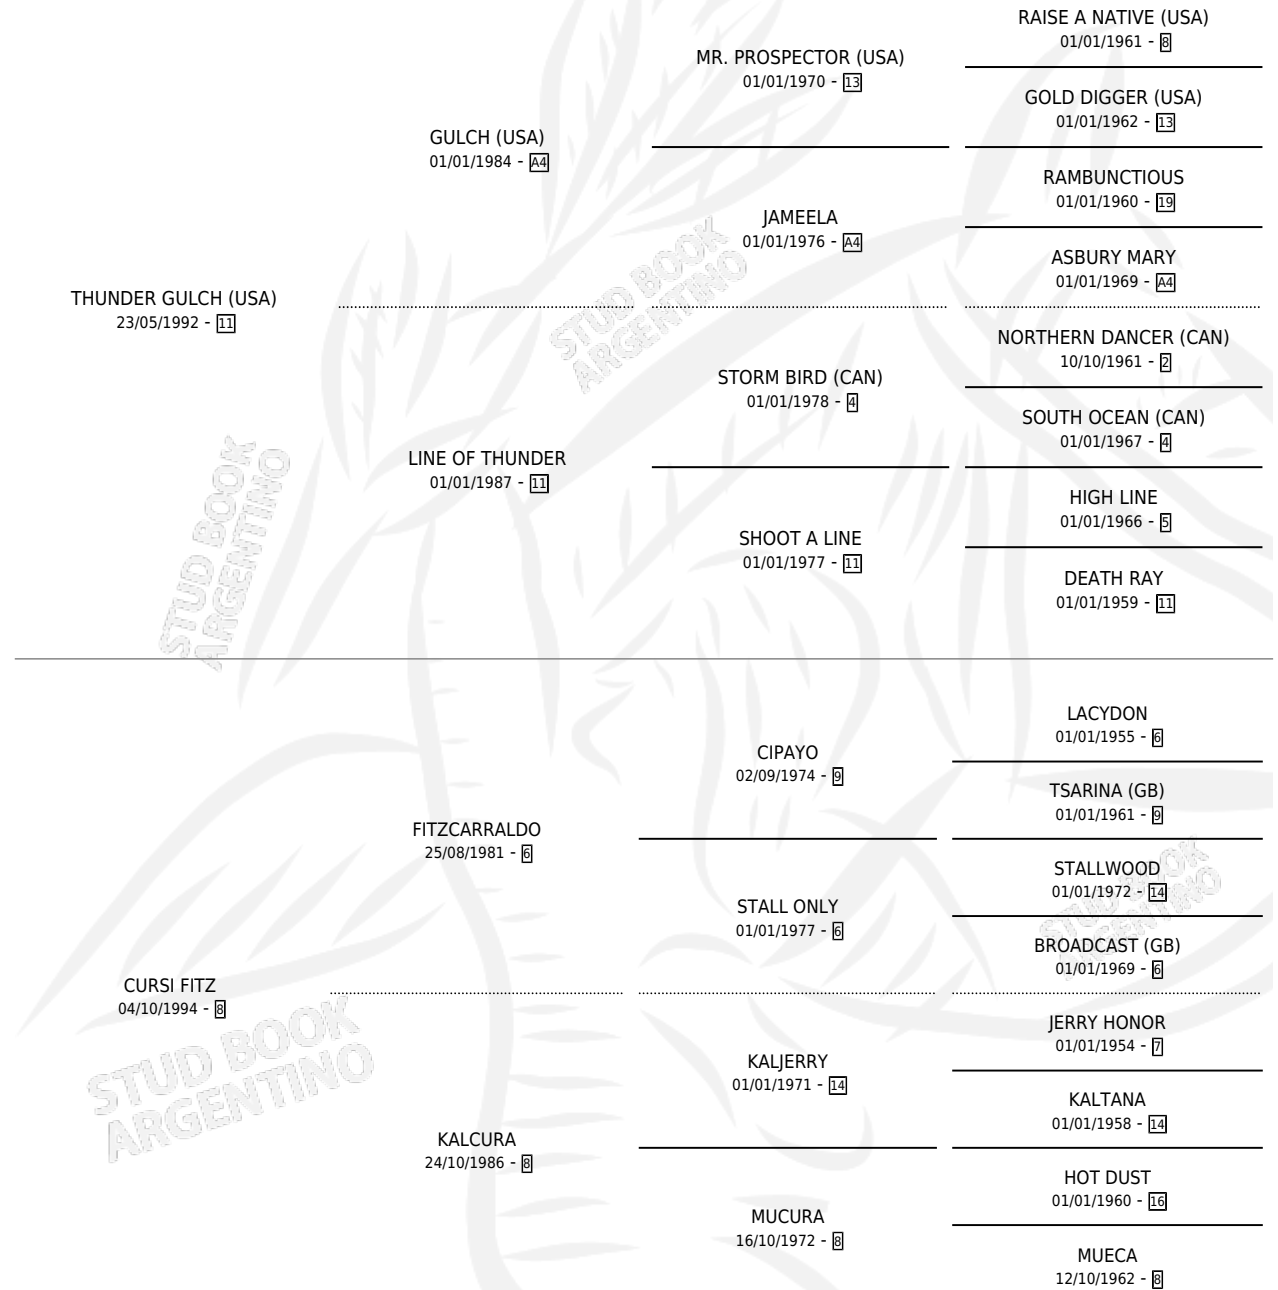 RAISE A NATIVE (USA)
01/01/1961 - 8
MR. PROSPECTOR (USA)
01/01/1970 - 13
GOLD DIGGER (USA)
01/01/1962 - 13
GULCH (USA)
01/01/1984 - A4
RAMBUNCTIOUS
01/01/1960 - 19
JAMEELA
01/01/1976 - A4
ASBURY MARY
01/01/1969 - A4
THUNDER GULCH (USA)
23/05/1992 - 11
NORTHERN DANCER (CAN)
10/10/1961 - 2
STORM BIRD (CAN)
01/01/1978 - 4
SOUTH OCEAN (CAN)
01/01/1967 - 4
LINE OF THUNDER
01/01/1987 - 11
HIGH LINE
01/01/1966 - 5
SHOOT A LINE
01/01/1977 - 11
DEATH RAY
01/01/1959 - 11
LACYDON
01/01/1955 - 6
CIPAYO
02/09/1974 - 9
TSARINA (GB)
01/01/1961 - 9
FITZCARRALDO
25/08/1981 - 6
STALLWOOD
01/01/1972 - 14
STALL ONLY
01/01/1977 - 6
BROADCAST (GB)
01/01/1969 - 6
CURSI FITZ
04/10/1994 - 8
JERRY HONOR
01/01/1954 - 7
KALJERRY
01/01/1971 - 14
KALTANA
01/01/1958 - 14
KALCURA
24/10/1986 - 8
HOT DUST
01/01/1960 - 16
MUCURA
16/10/1972 - 8
MUECA
12/10/1962 - 8
STUD BOOK
ARGENTINO
STUD BOOK
ARGENTINO
STUD BOOK
ARGENTINO
STUD BOOK
ARGENTINO